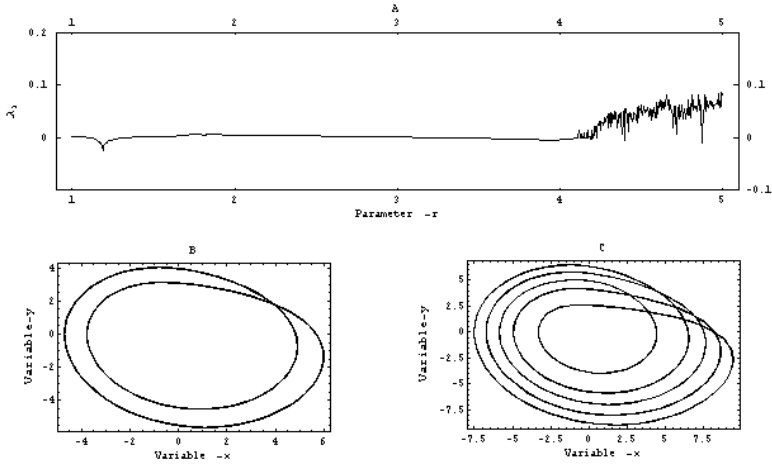 A
1 2 3 4 5
0.2
0.1 0.1
0 0
-0.1
1 2 3 4 5
Parameter -r
B
4
2
0
-2
-4
Variable-y
-4 -2 0 2 4 6
Variable -x
C
5
2.5
0
-2.5
-5
-7.5
Variable-y
-7.5 -5 -2.5 0 2.5 5 7.5
Variable -x